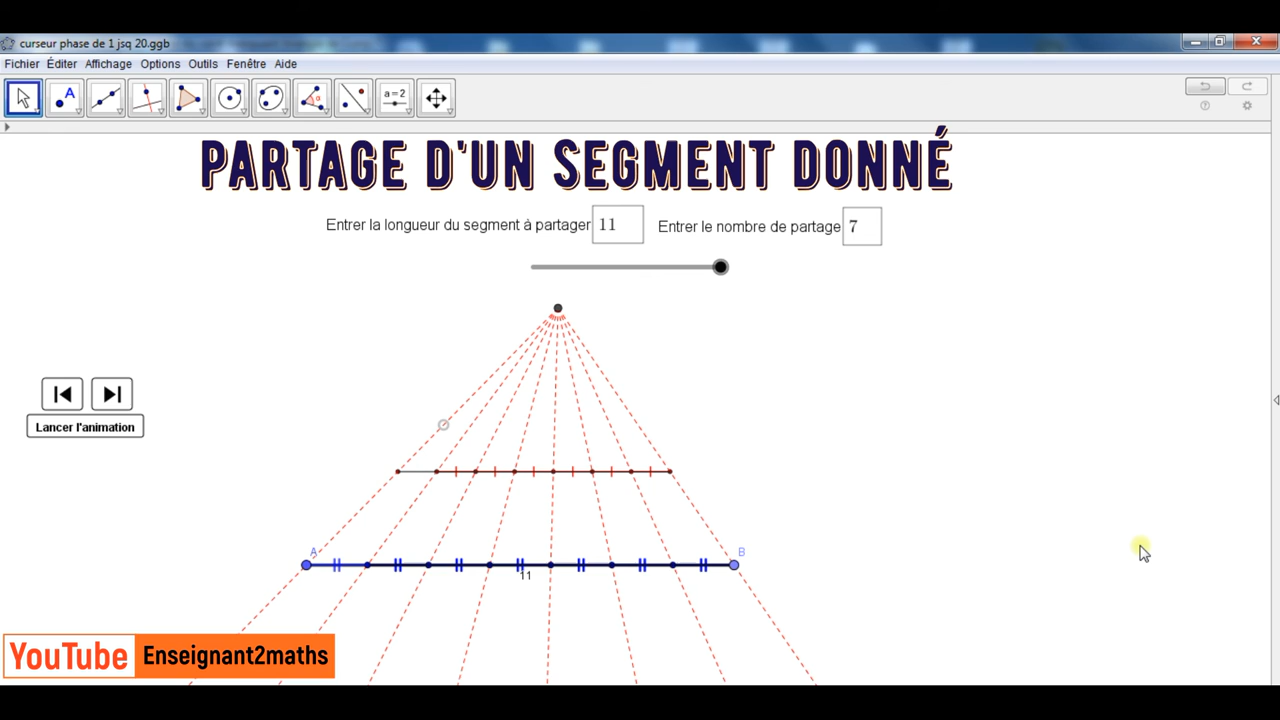 curseur phase de 1 jsq 20.ggb
Fichier Éditer Affichage Options Outils Fenêtre Aide
A
α
a=2
PARTAGE D'UN SEGMENT DONNÉ
Entrer la longueur du segment à partager 11 Entrer le nombre de partage 7
Lancer l'animation
A
B
11
YouTube Enseignant2maths